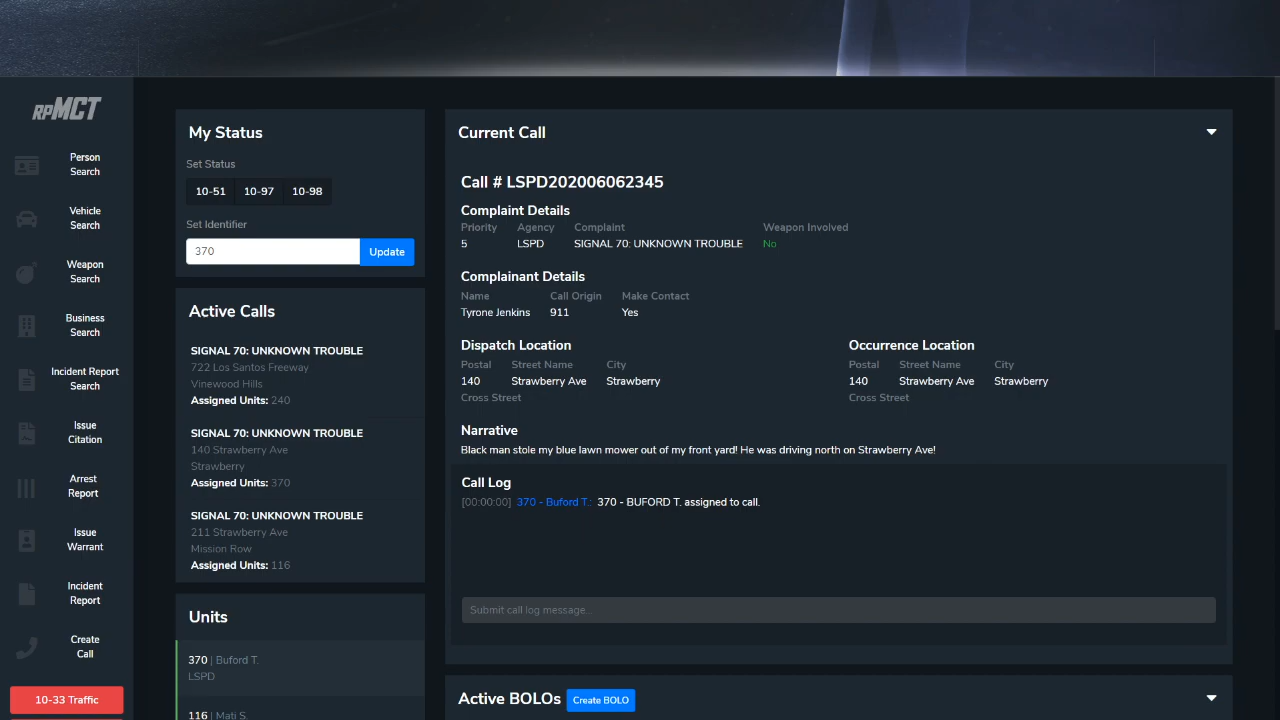 RPMCT
Person
Search
Vehicle
Search
Weapon
Search
Business
Search
Incident Report
Search
Issue
Citation
Arrest
Report
Issue
Warrant
Incident
Report
Create
Call
10-33 Traffic
My Status
Set Status
10-51 10-97 10-98
Set Identifier
370 Update
Active Calls
SIGNAL 70: UNKNOWN TROUBLE
722 Los Santos Freeway
Vinewood Hills
Assigned Units: 240
SIGNAL 70: UNKNOWN TROUBLE
140 Strawberry Ave
Strawberry
Assigned Units: 370
SIGNAL 70: UNKNOWN TROUBLE
211 Strawberry Ave
Mission Row
Assigned Units: 116
Units
370 | Buford T.
LSPD
116 | Mati S.
Current Call
Call # LSPD202006062345
Complaint Details
Priority Agency Complaint Weapon Involved
5 LSPD SIGNAL 70: UNKNOWN TROUBLE No
Complainant Details
Name Call Origin Make Contact
Tyrone Jenkins 911 Yes
Dispatch Location
Postal Street Name City
140 Strawberry Ave Strawberry
Cross Street
Occurrence Location
Postal Street Name City
140 Strawberry Ave Strawberry
Cross Street
Narrative
Black man stole my blue lawn mower out of my front yard! He was driving north on Strawberry Ave!
Call Log
[00:00:00] 370 - Buford T.: 370 - BUFORD T. assigned to call.
Submit call log message...
Active BOLOs Create BOLO